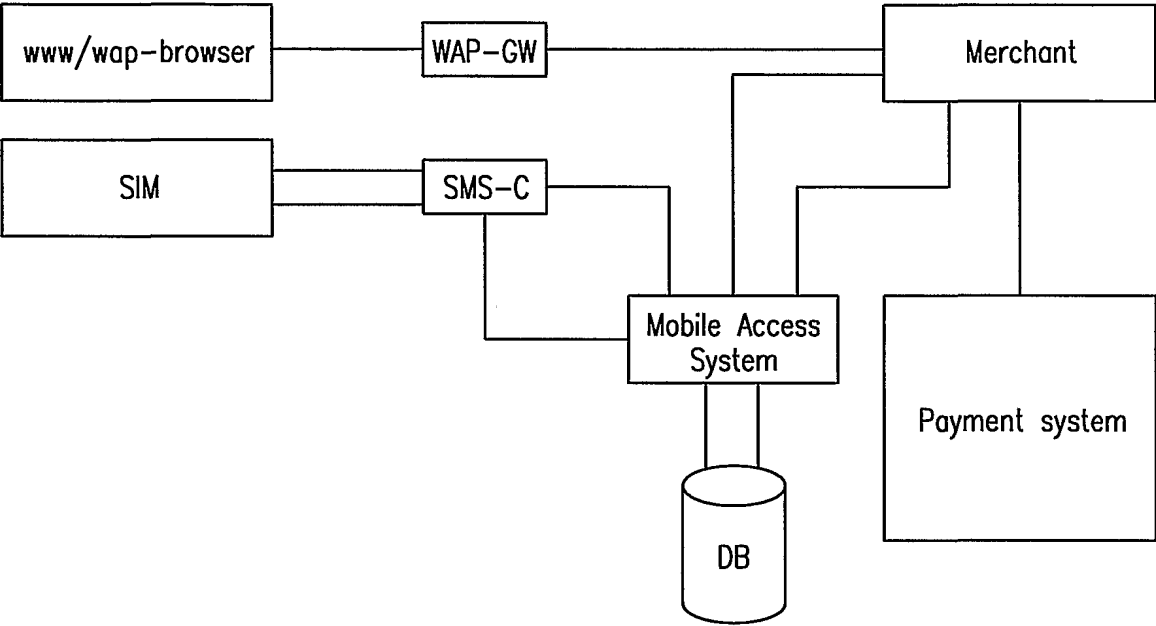 www/wap-browser
WAP-GW
Merchant
SIM
SMS-C
Mobile Access
System
Payment system
DB